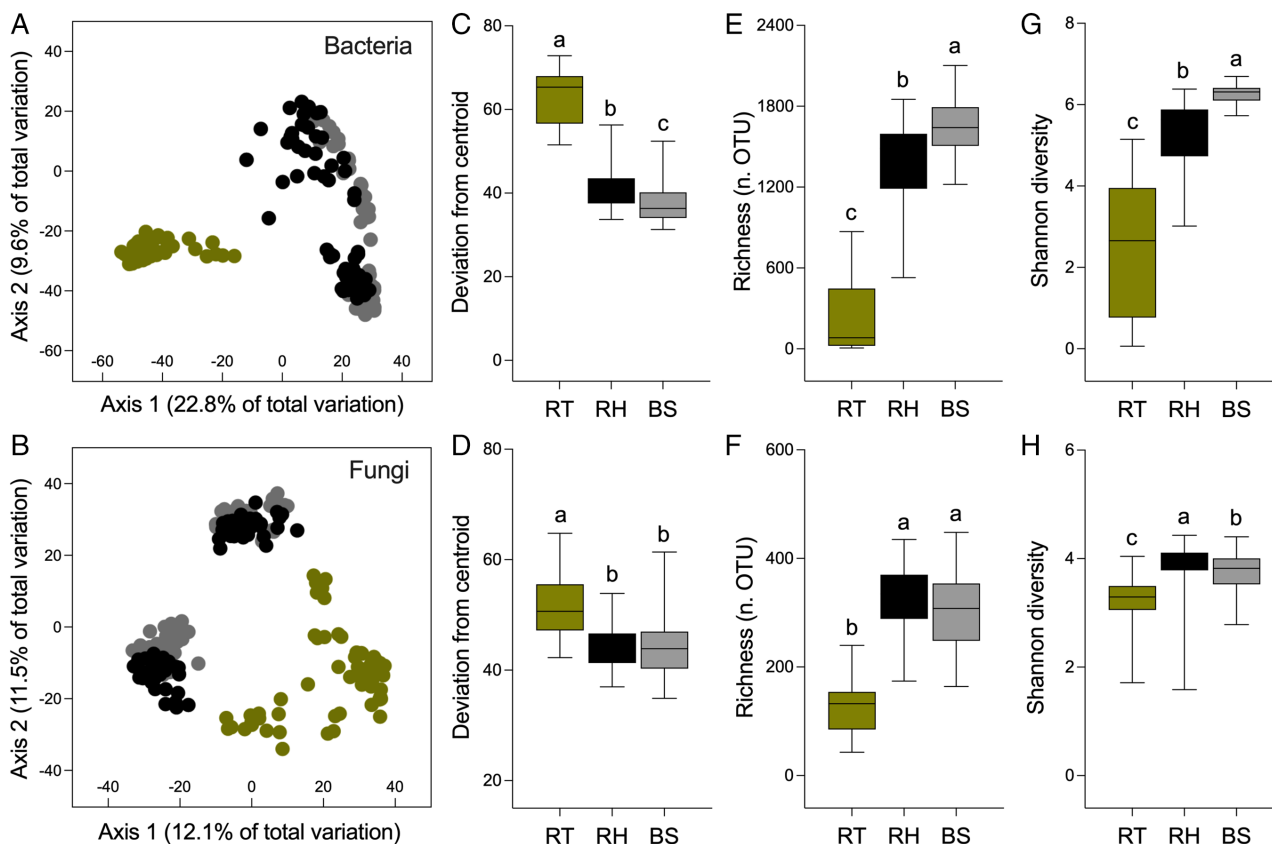 A
Bacteria
Axis 2 (9.6% of total variation)
40
20
0
-20
-40
-60
-60 -40 -20 0 20 40
Axis 1 (22.8% of total variation)
C
Deviation from centroid
80
60
40
20
0
a
b
c
RT RH BS
E
Richness (n. OTU)
2400
1800
1200
600
0
c
b
a
RT RH BS
G
Shannon diversity
8
6
4
2
0
c
b
a
RT RH BS
B
Fungi
Axis 2 (11.5% of total variation)
40
20
0
-20
-40
-40 -20 0 20 40
Axis 1 (12.1% of total variation)
D
Deviation from centroid
80
60
40
20
a
b
b
RT RH BS
F
Richness (n. OTU)
600
400
200
0
b
a
a
RT RH BS
H
Shannon diversity
6
4
2
0
c
a
b
RT RH BS